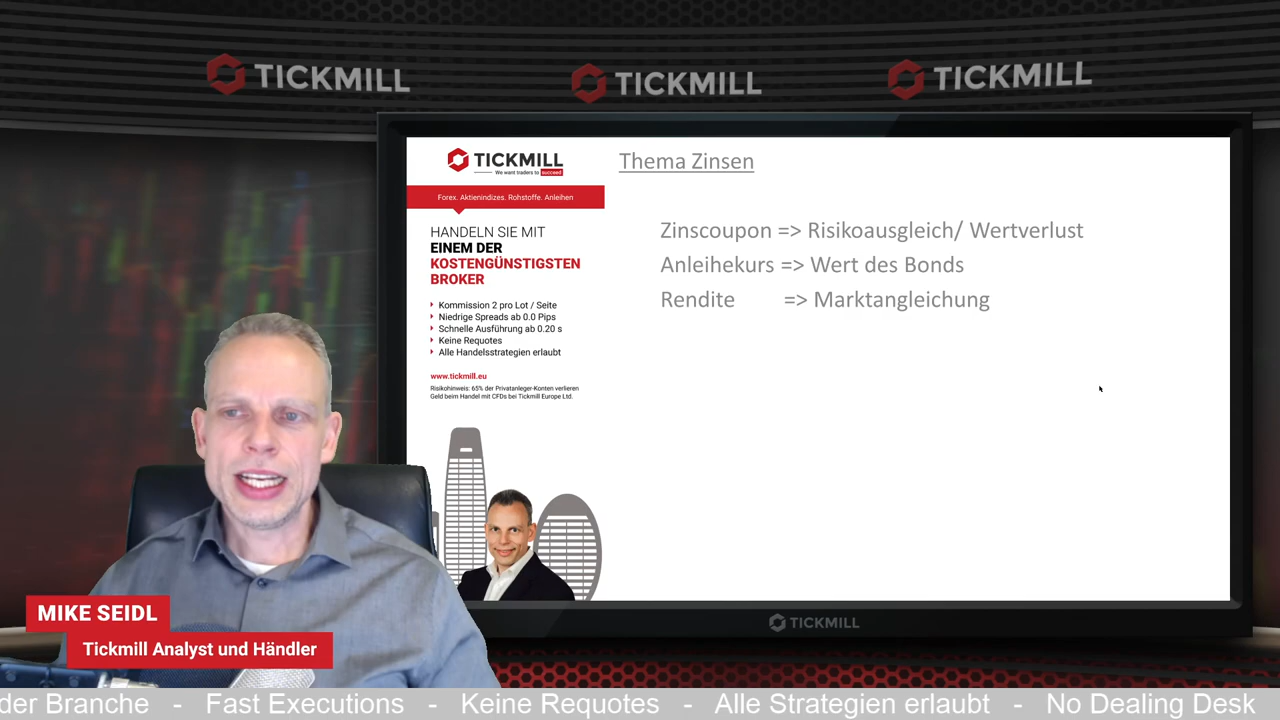 TICKMILL
TICKMILL
TICKMILL
TICKMILL
We want traders to succeed
Forex. Aktienindizes. Rohstoffe. Anleihen
HANDELN SIE MIT
EINEM DER
KOSTENGÜNSTIGSTEN
BROKER
Kommission 2 pro Lot / Seite
Niedrige Spreads ab 0.0 Pips
Schnelle Ausführung ab 0.20 s
Keine Requotes
Alle Handelsstrategien erlaubt
www.tickmill.eu
Risikohinweis: 65% der Privatanleger-Konten verlieren
Geld beim Handel mit CFDs bei Tickmill Europe Ltd.
Thema Zinsen
Zinscoupon => Risikoausgleich/ Wertverlust
Anleihekurs => Wert des Bonds
Rendite => Marktangleichung
TICKMILL
MIKE SEIDL
Tickmill Analyst und Händler
der Branche - Fast Executions - Keine Requotes - Alle Strategien erlaubt - No Dealing Desk